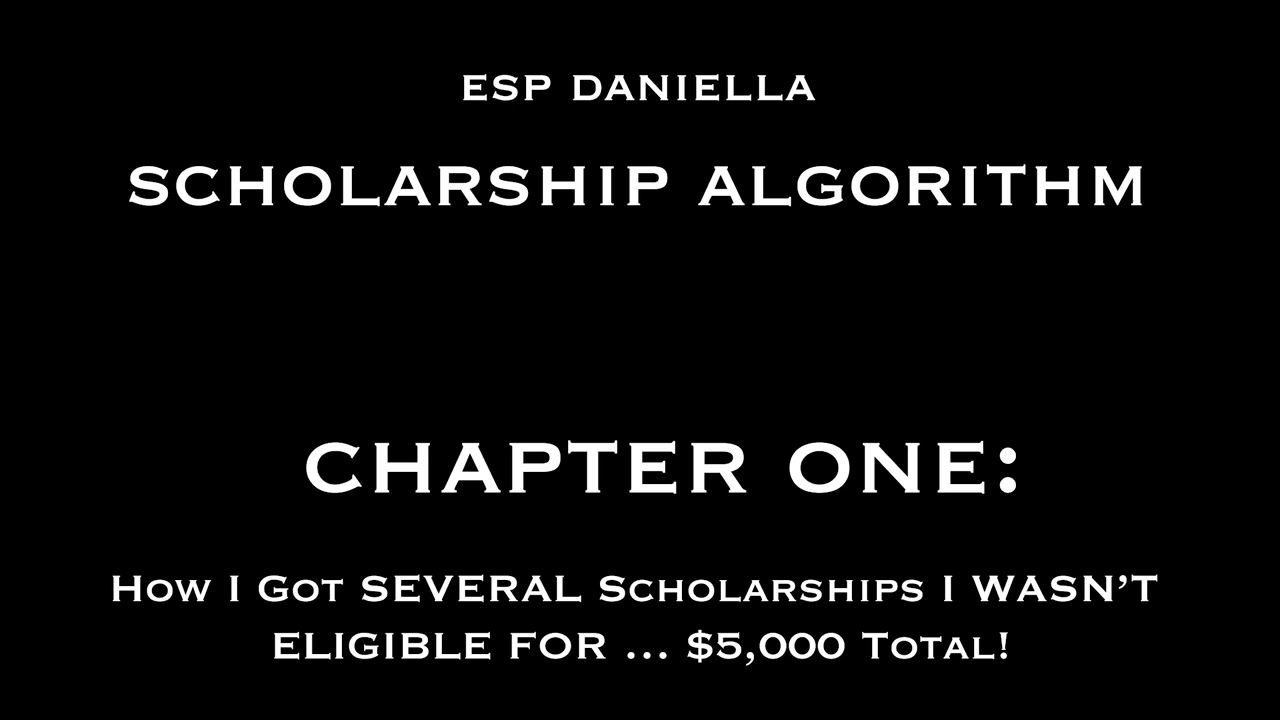 ESP DANIELLA
SCHOLARSHIP ALGORITHM
CHAPTER ONE:
How I Got SEVERAL Scholarships I WASN’T
ELIGIBLE FOR ... $5,000 Total!